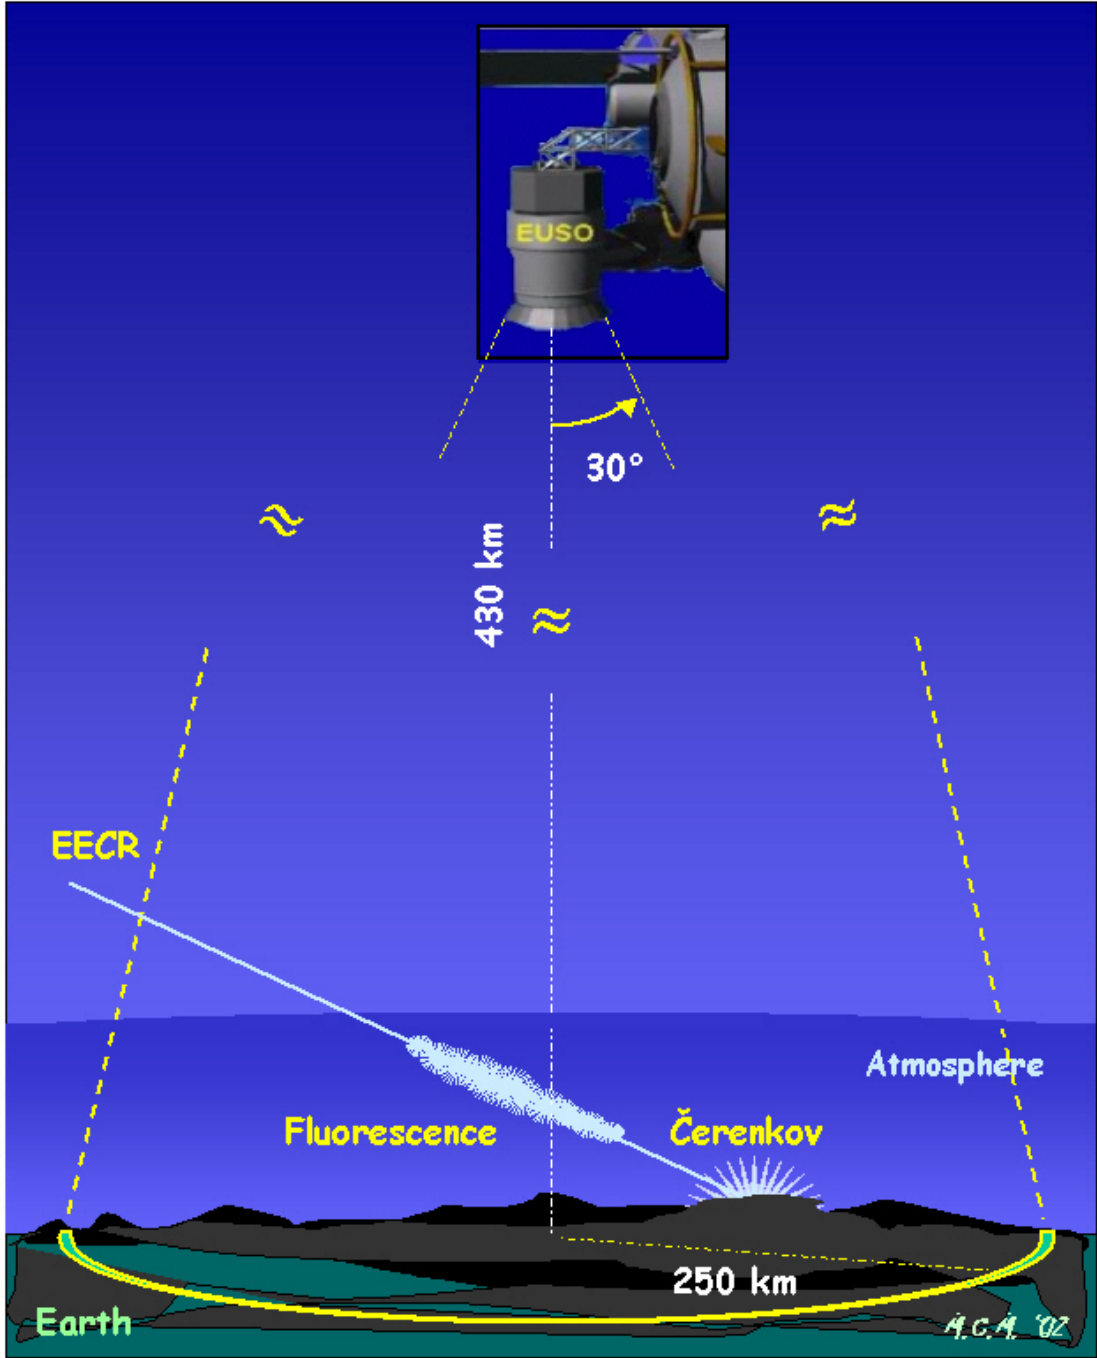 EUSO
30°
430 km
EECR
Atmosphere
Fluorescence
Čerenkov
250 km
Earth
M.C.M. '02